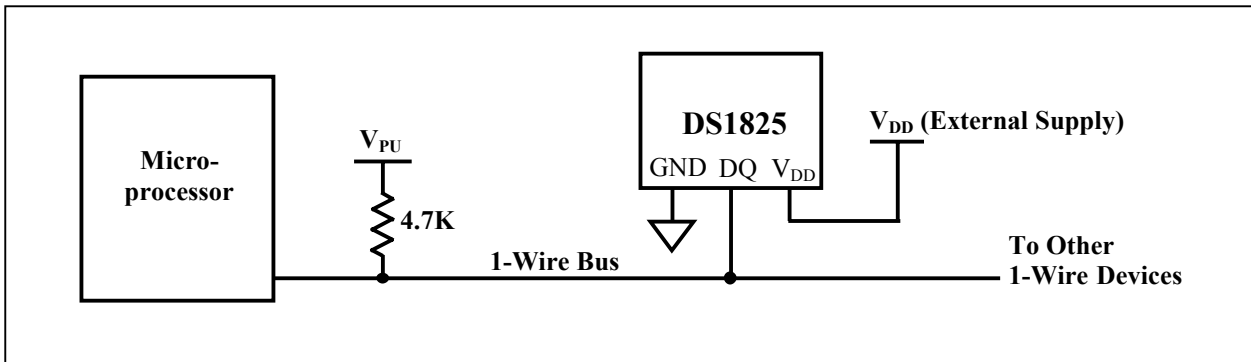 Micro-
processor
VPU
4.7K
1-Wire Bus
DS1825
GND DQ VDD
VDD (External Supply)
To Other
1-Wire Devices